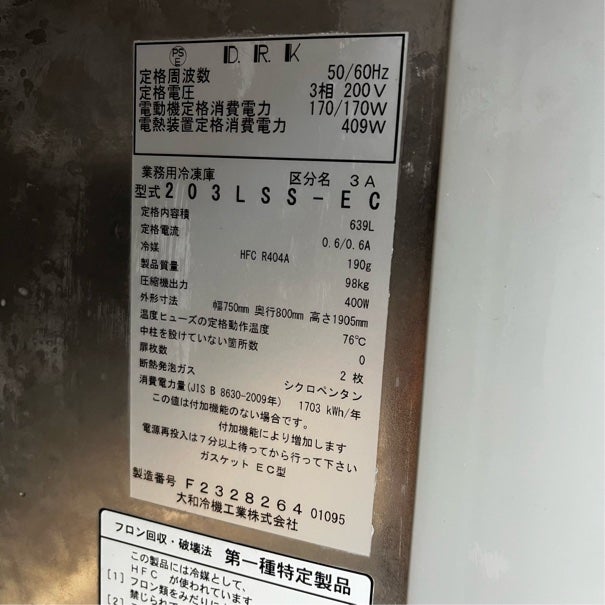 PSE D.R.K
定格周波数 50/60Hz
定格電圧 3相 200V
電動機定格消費電力 170/170W
電熱装置定格消費電力 409W
業務用冷凍庫 区分名 3A
型式 203LSS-EC
定格内容積 639L
定格電流 0.6/0.6A
冷媒 HFC R404A 190g
製品質量 98kg
圧縮機出力 400W
外形寸法 幅750mm 奥行800mm 高さ1905mm
温度ヒューズの定格動作温度 76℃
中柱を設けていない箇所数 0
扉枚数 2 枚
断熱発泡ガス シクロペンタン
消費電力量(JIS B 8630-2009年) 1703 kWh/年
この値は付加機能のない場合です。
付加機能により増加します
電源再投入は7分以上待ってから行って下さい
ガスケット EC型
製造番号 F2328264 01095
大和冷機工業株式会社
フロン回収・破壊法 第一種特定製品
この製品には冷媒として、
HFC が使われています
[1] フロン類をみだりに
禁じられて
[2]